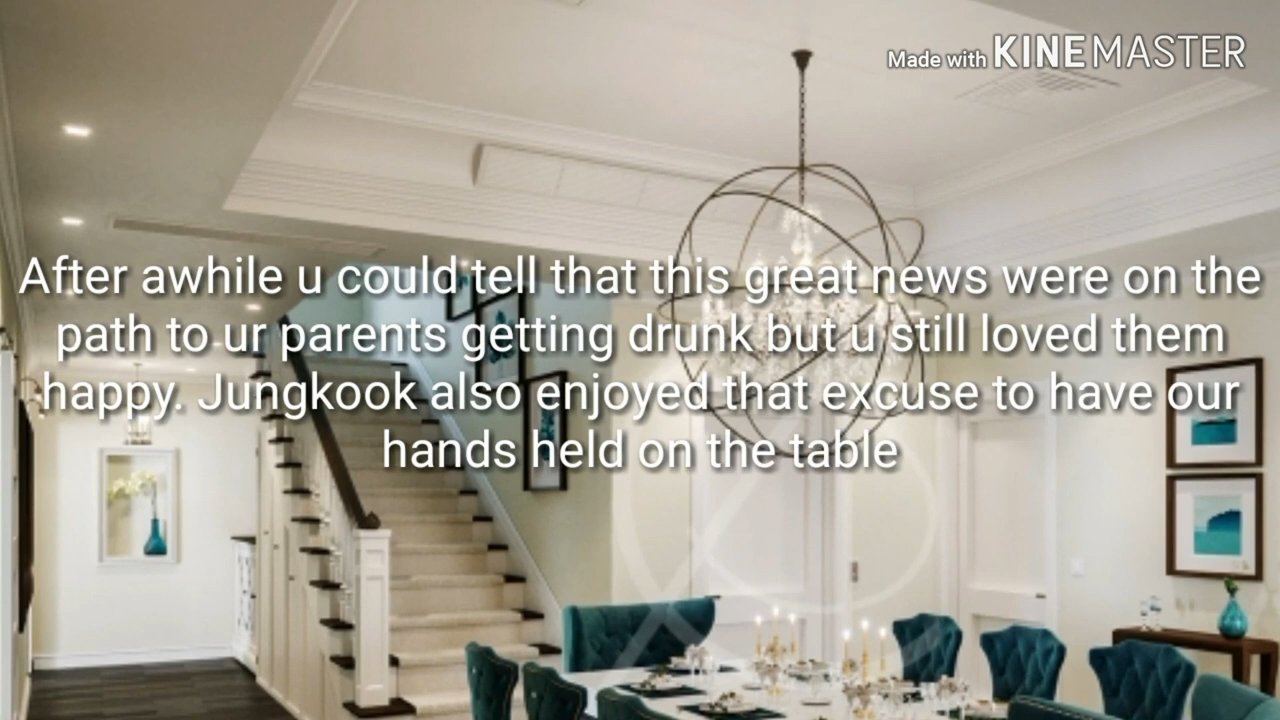 Made with KINEMASTER
After awhile u could tell that this great news were on the
path to ur parents getting drunk but u still loved them
happy. Jungkook also enjoyed that excuse to have our
hands held on the table